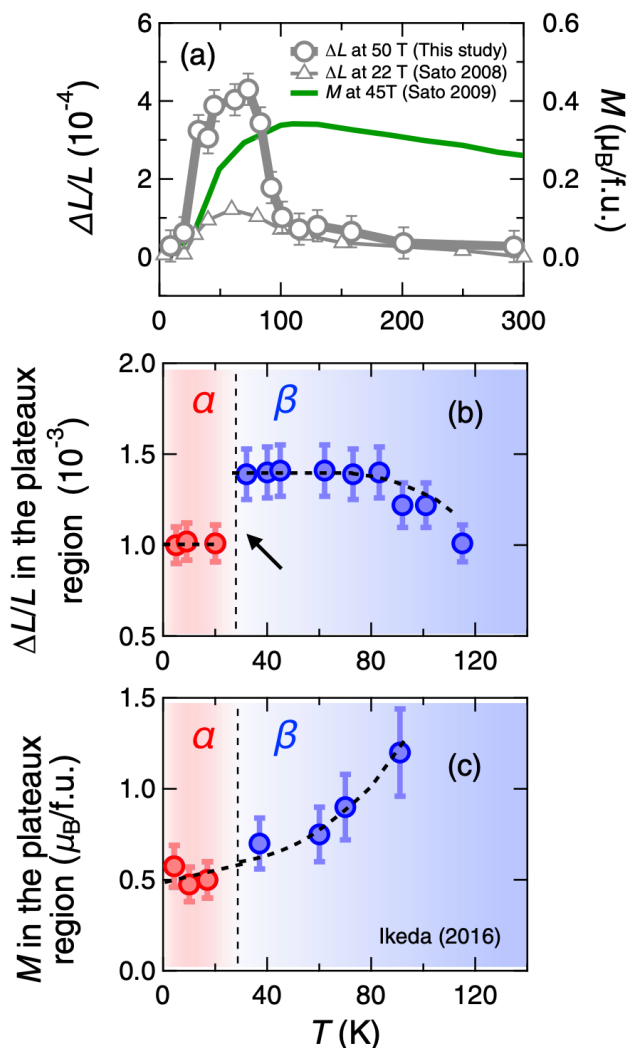 (a)
ΔL at 50 T (This study)
ΔL at 22 T (Sato 2008)
M at 45T (Sato 2009)
ΔL/L (10⁻⁴)
6
4
2
0
M (μB/f.u.)
0.6
0.4
0.2
0.0
0 100 200 300
α β (b)
ΔL/L in the plateaux
region (10⁻³)
2.0
1.5
1.0
0.5
0 40 80 120
α β (c)
M in the plateaux
region (μB/f.u.)
1.5
1.0
0.5
0.0
Ikeda (2016)
0 40 80 120
T (K)